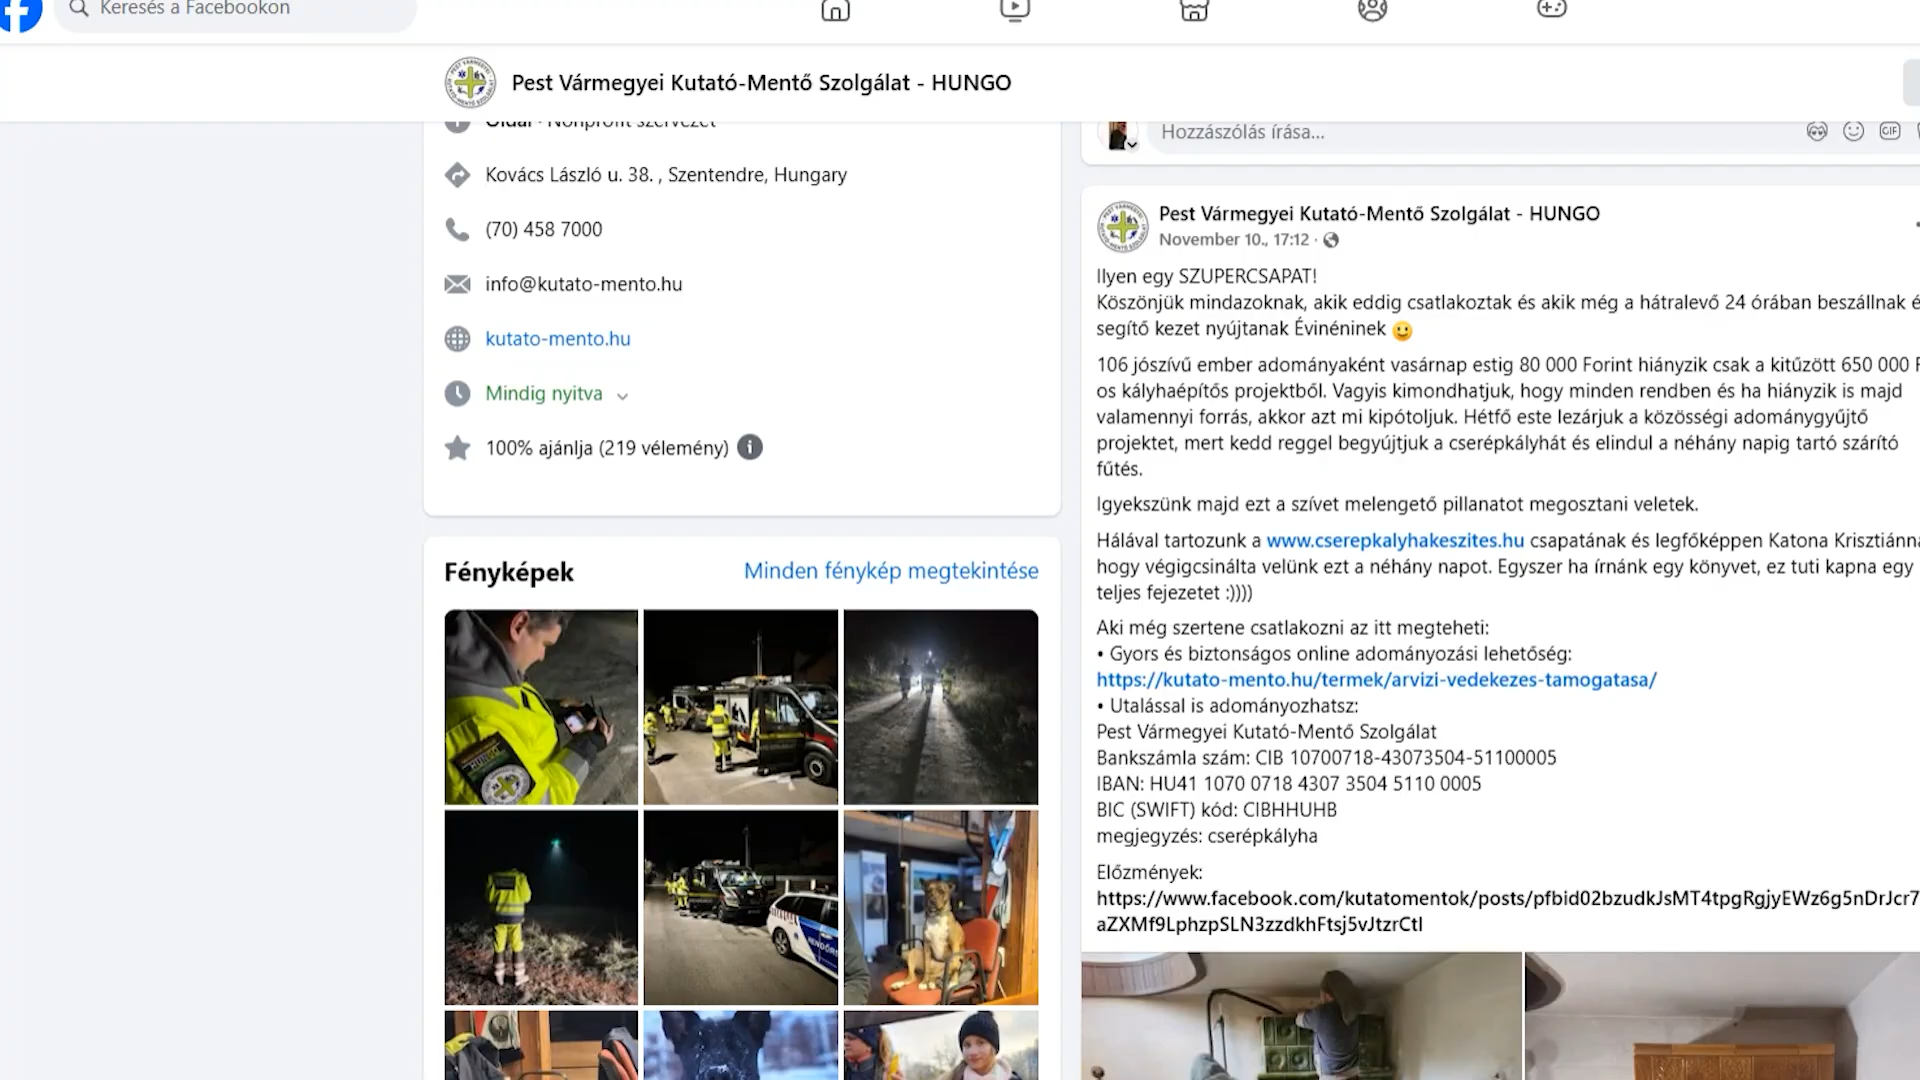 Keresés a Facebookon
Pest Vármegyei Kutató-Mentő Szolgálat - HUNGO
Oldal · Nonprofit szervezet
Kovács László u. 38. , Szentendre, Hungary
(70) 458 7000
info@kutato-mento.hu
kutato-mento.hu
Mindig nyitva
100% ajánlja (219 vélemény)
Fényképek
Minden fénykép megtekintése
Hozzászólás írása...
GIF
Pest Vármegyei Kutató-Mentő Szolgálat - HUNGO
November 10., 17:12 ·
Ilyen egy SZUPERCSAPAT!
Köszönjük mindazoknak, akik eddig csatlakoztak és akik még a hátralevő 24 órában beszállnak é
segítő kezet nyújtanak Évinéninek
106 jószívű ember adományaként vasárnap estig 80 000 Forint hiányzik csak a kitűzött 650 000 F
os kályhaépítős projektből. Vagyis kimondhatjuk, hogy minden rendben és ha hiányzik is majd
valamennyi forrás, akkor azt mi kipótoljuk. Hétfő este lezárjuk a közösségi adománygyűjtő
projektet, mert kedd reggel begyújtjuk a cserépkályhát és elindul a néhány napig tartó szárító
fűtés.
Igyekszünk majd ezt a szívet melengető pillanatot megosztani veletek.
Hálával tartozunk a www.cserepkalyhakeszites.hu csapatának és legfőképpen Katona Krisztiánna
hogy végigcsinálta velünk ezt a néhány napot. Egyszer ha írnánk egy könyvet, ez tuti kapna egy
teljes fejezetet :))))
Aki még szertene csatlakozni az itt megteheti:
• Gyors és biztonságos online adományozási lehetőség:
https://kutato-mento.hu/termek/arvizi-vedekezes-tamogatasa/
• Utalással is adományozhatsz:
Pest Vármegyei Kutató-Mentő Szolgálat
Bankszámla szám: CIB 10700718-43073504-51100005
IBAN: HU41 1070 0718 4307 3504 5110 0005
BIC (SWIFT) kód: CIBHHUHB
megjegyzés: cserépkályha
Előzmények:
https://www.facebook.com/kutatomentok/posts/pfbid02bzudkJsMT4tpgRgjyEWz6g5nDrJcr7
aZXMf9LphzpSLN3zzdkhFtsj5vJtzrCtl